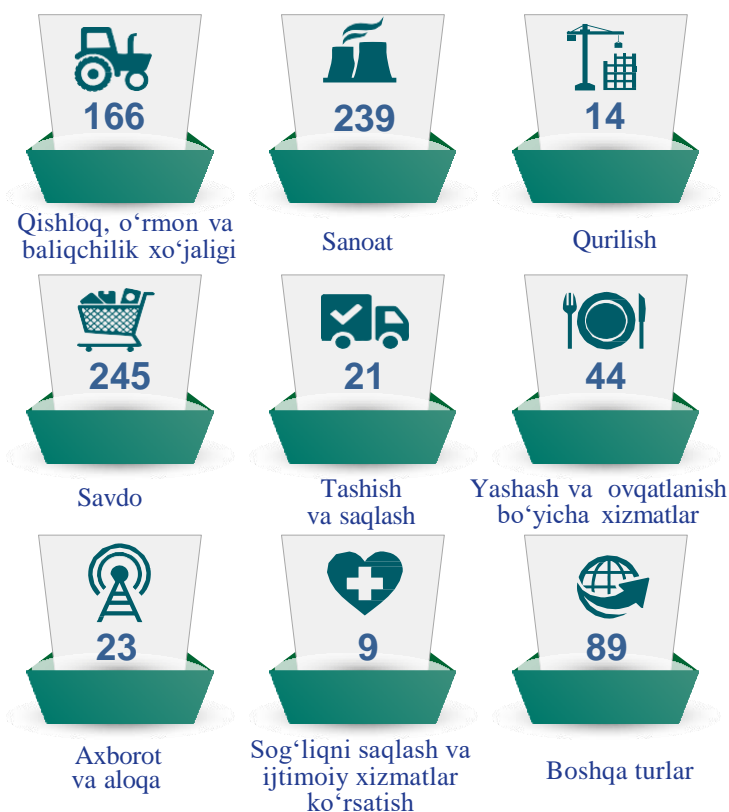 166
239
14
Qishloq, o‘rmon va
baliqchilik xo‘jaligi
Sanoat
Qurilish
245
21
44
Savdo
Tashish
va saqlash
Yashash va ovqatlanish
bo‘yicha xizmatlar
23
9
89
Axborot
va aloqa
Sog‘liqni saqlash va
ijtimoiy xizmatlar
ko‘rsatish
Boshqa turlar